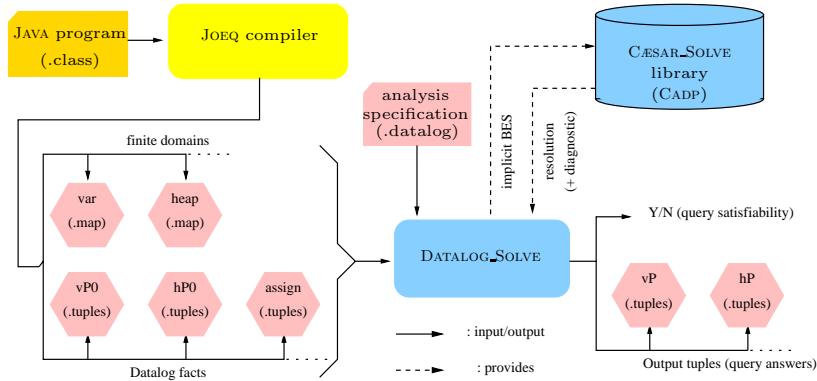 JAVA program
(.class)
JOEQ compiler
CÆSAR_SOLVE
library
(CADP)
analysis
specification
(.datalog)
implicit BES
resolution
(+ diagnostic)
finite domains
var
(.map)
heap
(.map)
vP0
(.tuples)
hP0
(.tuples)
assign
(.tuples)
Datalog facts
DATALOG_SOLVE
Y/N (query satisfiability)
vP
(.tuples)
hP
(.tuples)
Output tuples (query answers)
: input/output
: provides